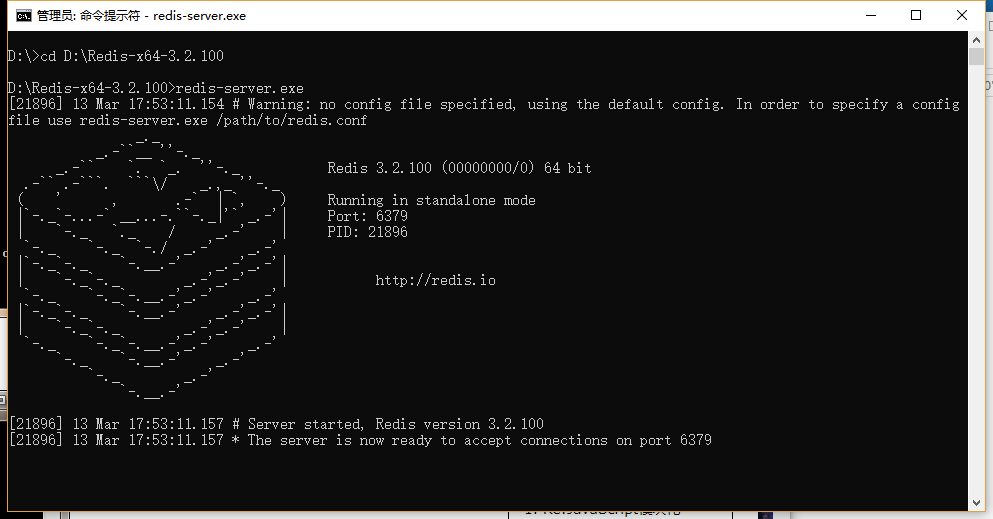 管理员: 命令提示符 - redis-server.exe
D:\>cd D:\Redis-x64-3.2.100
D:\Redis-x64-3.2.100>redis-server.exe
[21896] 13 Mar 17:53:11.154 # Warning: no config file specified, using the default config. In order to specify a config
file use redis-server.exe /path/to/redis.conf
Redis 3.2.100 (00000000/0) 64 bit
Running in standalone mode
Port: 6379
PID: 21896
http://redis.io
[21896] 13 Mar 17:53:11.157 # Server started, Redis version 3.2.100
[21896] 13 Mar 17:53:11.157 * The server is now ready to accept connections on port 6379